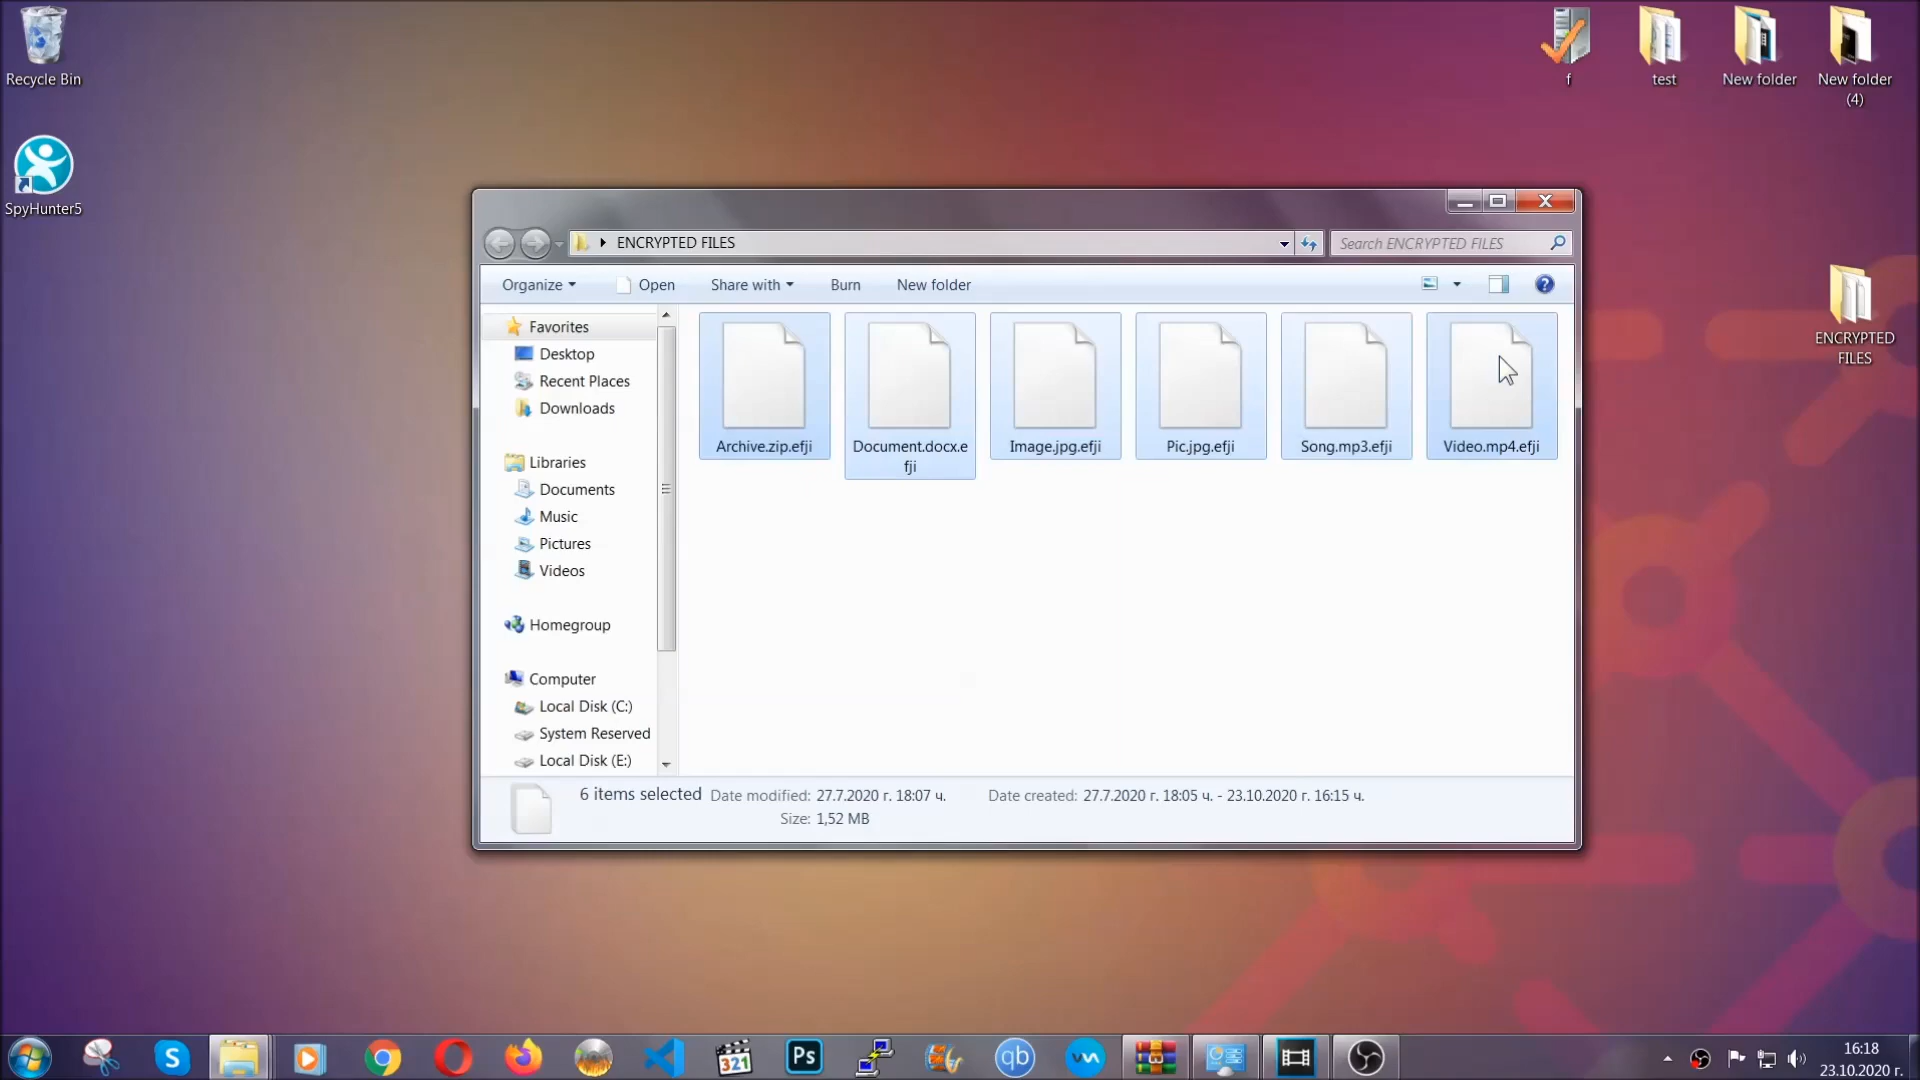 Recycle Bin
f
test
New folder
New folder
(4)
SpyHunter5
ENCRYPTED FILES
Search ENCRYPTED FILES
Organize
Open
Share with
Burn
New folder
Favorites
Desktop
Recent Places
Downloads
Libraries
Documents
Music
Pictures
Videos
Homegroup
Computer
Local Disk (C:)
System Reserved
Local Disk (E:)
Archive.zip.efji
Document.docx.e
fji
Image.jpg.efji
Pic.jpg.efji
Song.mp3.efji
Video.mp4.efji
ENCRYPTED
FILES
6 items selected
Date modified: 27.7.2020 г. 18:07 ч.
Date created: 27.7.2020 г. 18:05 ч. - 23.10.2020 г. 16:15 ч.
Size: 1,52 MB
S
321
Ps
qb
16:18
23.10.2020 г.